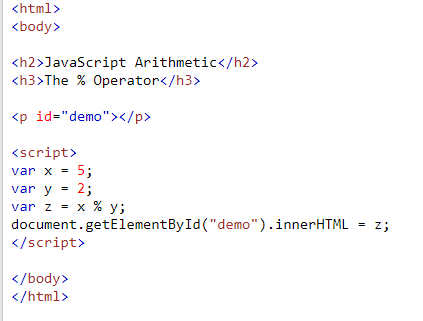 <html>
<body>
<h2>JavaScript Arithmetic</h2>
<h3>The % Operator</h3>
<p id="demo"></p>
<script>
var x = 5;
var y = 2;
var z = x % y;
document.getElementById("demo").innerHTML = z;
</script>
</body>
</html>